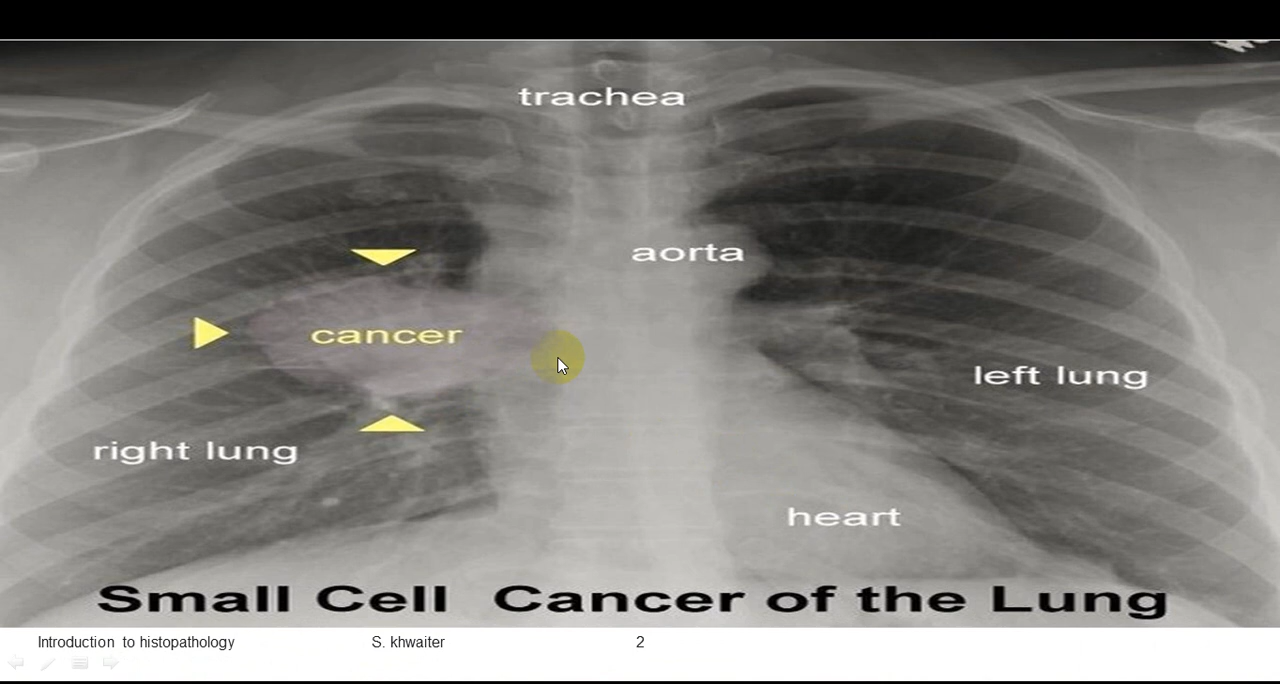 trachea
aorta
cancer
left lung
right lung
heart
Small Cell Cancer of the Lung
Introduction to histopathology S. khwaiter 2